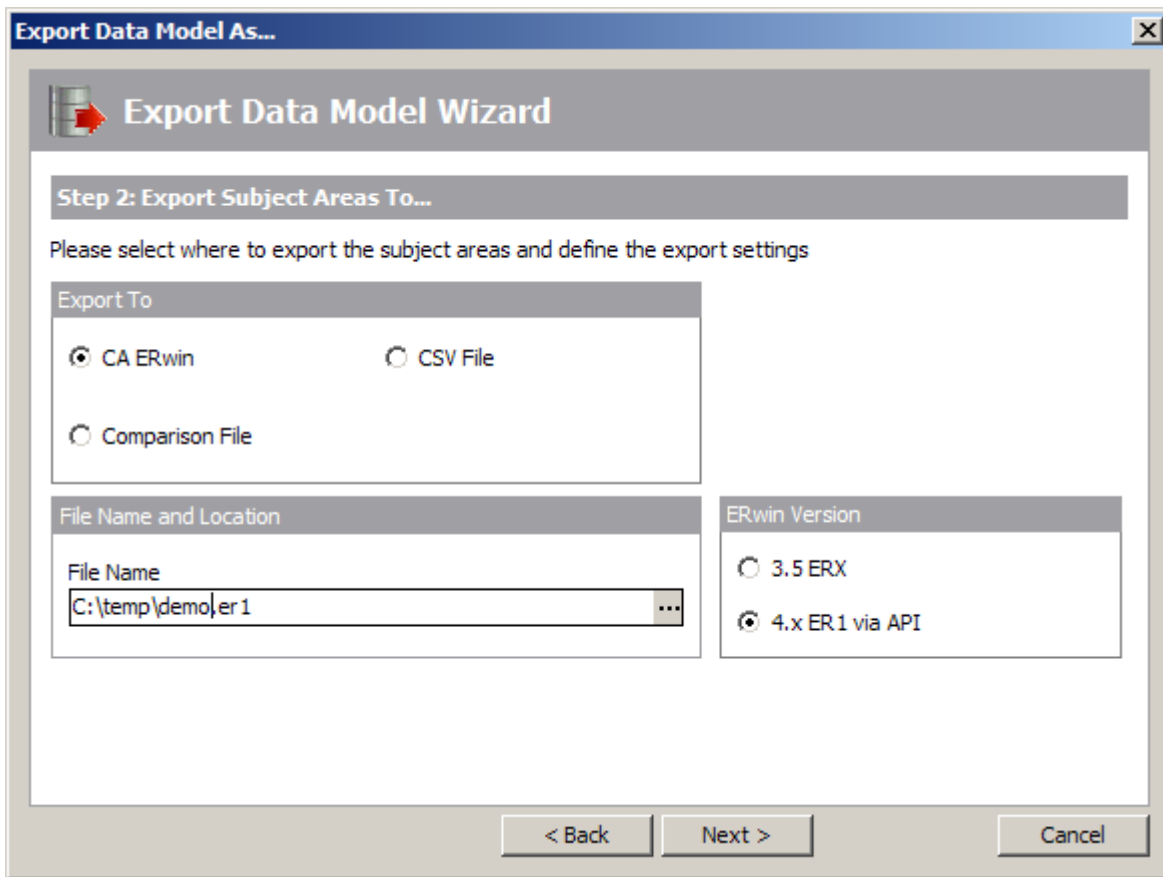 Export Data Model As...
Export Data Model Wizard
Step 2: Export Subject Areas To...
Please select where to export the subject areas and define the export settings
Export To
CA ERwin
CSV File
Comparison File
File Name and Location
File Name
C:\temp\demo.er1
...
ERwin Version
3.5 ERX
4.x ER1 via API
< Back
Next >
Cancel